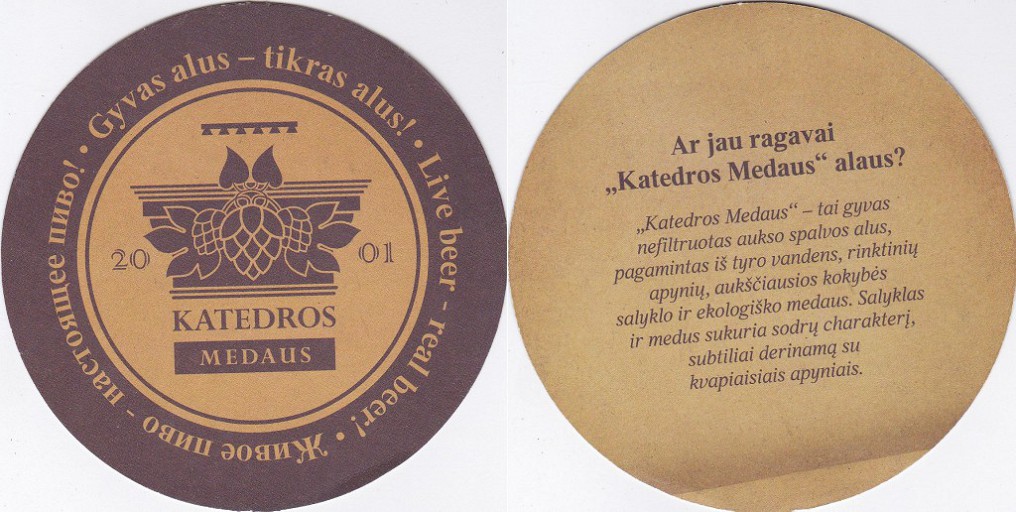 Gyvas alus – tikras alus! • Live beer - real beer! • Живое пиво - настоящее пиво! •
20 01
KATEDROS
MEDAUS
Ar jau ragavai
„Katedros Medaus“ alaus?
„Katedros Medaus“ – tai gyvas
nefiltruotas aukso spalvos alus,
pagamintas iš tyro vandens, rinktinių
apynių, aukščiausios kokybės
salyklo ir ekologiško medaus. Salyklas
ir medus sukuria sodrų charakterį,
subtiliai derinamą su
kvapiaisiais apyniais.